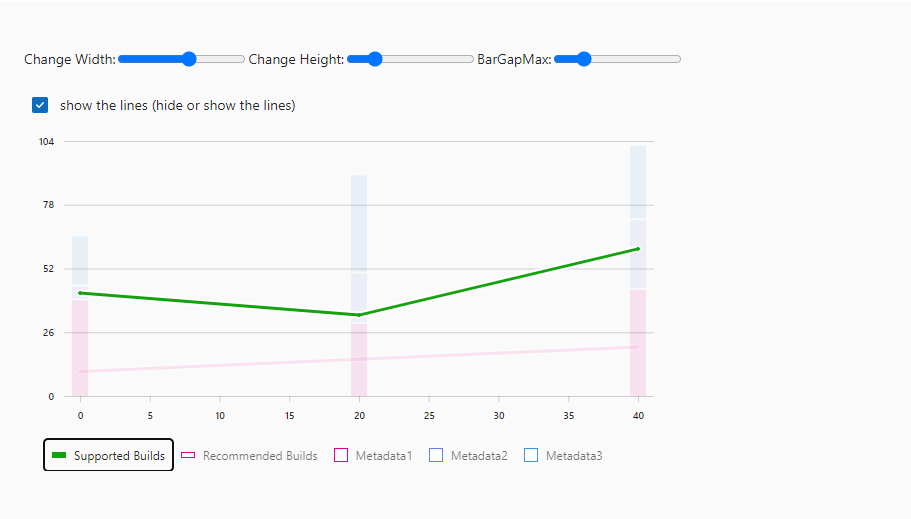 Change Width: Change Height: BarGapMax:
show the lines (hide or show the lines)
104
78
52
26
0
0 5 10 15 20 25 30 35 40
Supported Builds Recommended Builds Metadata1 Metadata2 Metadata3